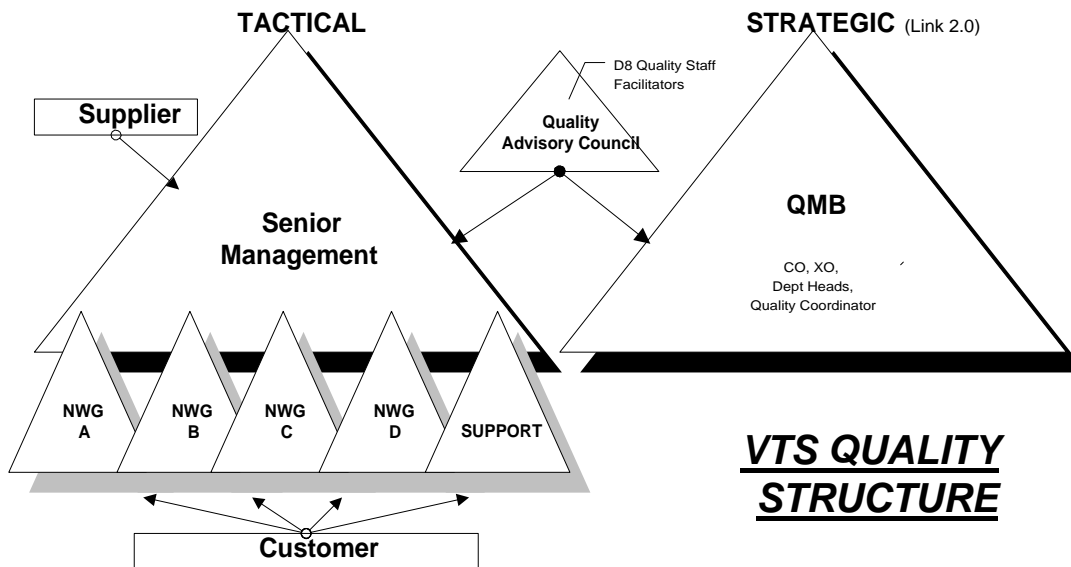 TACTICAL
STRATEGIC (Link 2.0)
D8 Quality Staff
Facilitators
Supplier
Quality
Advisory Council
Senior
Management
QMB
CO, XO,
Dept Heads,
Quality Coordinator
NWG
A
NWG
B
NWG
C
NWG
D
SUPPORT
VTS QUALITY
STRUCTURE
Customer